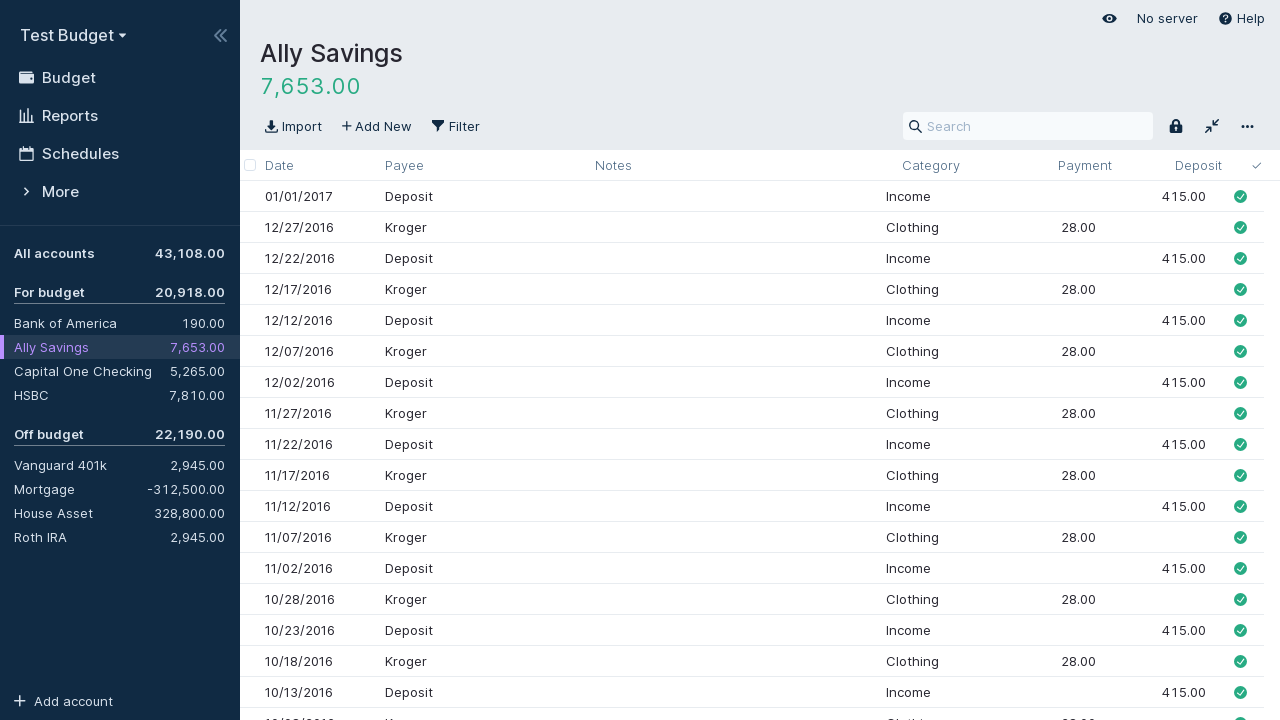 Test Budget
Budget
Reports
Schedules
More
All accounts 43,108.00
For budget 20,918.00
Bank of America 190.00
Ally Savings 7,653.00
Capital One Checking 5,265.00
HSBC 7,810.00
Off budget 22,190.00
Vanguard 401k 2,945.00
Mortgage -312,500.00
House Asset 328,800.00
Roth IRA 2,945.00
Add account
No server Help
Ally Savings
7,653.00
Import Add New Filter Search
Date Payee Notes Category Payment Deposit
01/01/2017 Deposit Income 415.00
12/27/2016 Kroger Clothing 28.00
12/22/2016 Deposit Income 415.00
12/17/2016 Kroger Clothing 28.00
12/12/2016 Deposit Income 415.00
12/07/2016 Kroger Clothing 28.00
12/02/2016 Deposit Income 415.00
11/27/2016 Kroger Clothing 28.00
11/22/2016 Deposit Income 415.00
11/17/2016 Kroger Clothing 28.00
11/12/2016 Deposit Income 415.00
11/07/2016 Kroger Clothing 28.00
11/02/2016 Deposit Income 415.00
10/28/2016 Kroger Clothing 28.00
10/23/2016 Deposit Income 415.00
10/18/2016 Kroger Clothing 28.00
10/13/2016 Deposit Income 415.00